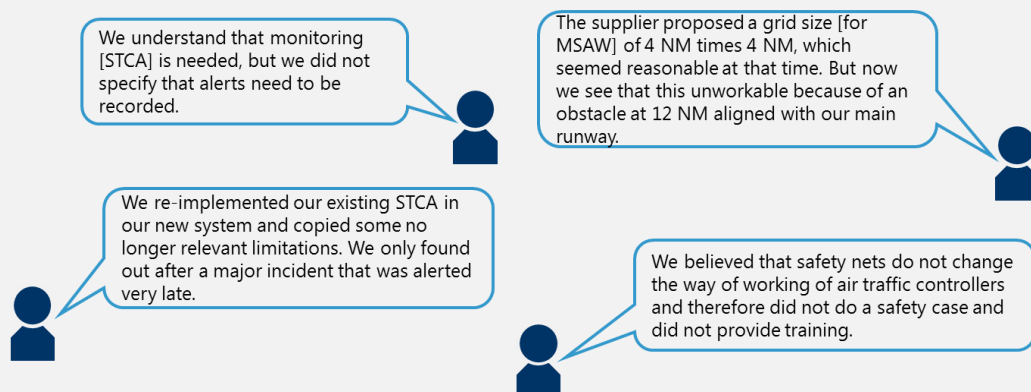 We understand that monitoring
[STCA] is needed, but we did not
specify that alerts need to be
recorded.
The supplier proposed a grid size [for
MSAW] of 4 NM times 4 NM, which
seemed reasonable at that time. But now
we see that this unworkable because of an
obstacle at 12 NM aligned with our main
runway.
We re-implemented our existing STCA in
our new system and copied some no
longer relevant limitations. We only found
out after a major incident that was alerted
very late.
We believed that safety nets do not change
the way of working of air traffic controllers
and therefore did not do a safety case and
did not provide training.